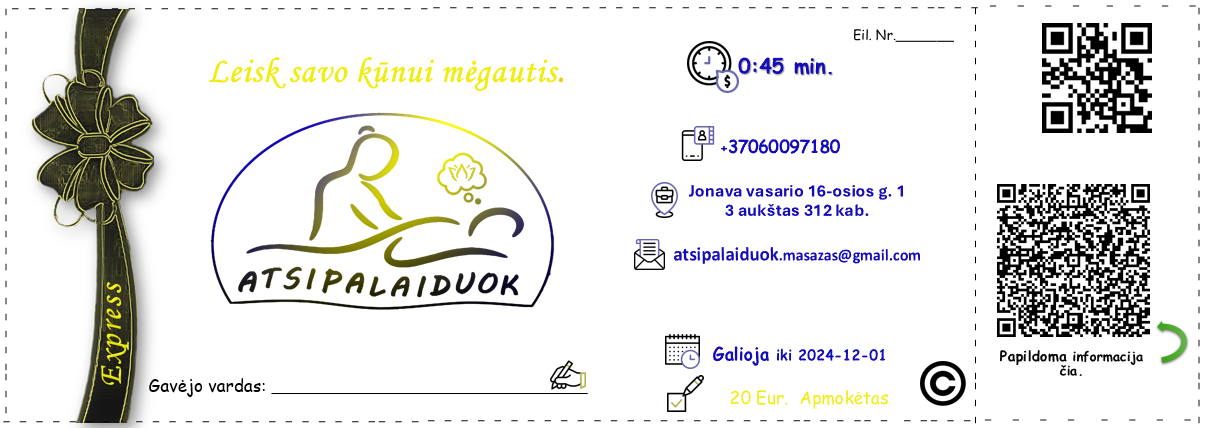 Eil. Nr.______
Leisk savo kūnui mėgautis.
0:45 min.
+37060097180
Jonava vasario 16-osios g. 1
3 aukštas 312 kab.
ATSIPALAIDUOK
atsipalaiduok.masazas@gmail.com
Express
Galioja iki 2024-12-01
Gavėjo vardas:
20 Eur. Apmokėtas
©
Papildoma informacija
čia.